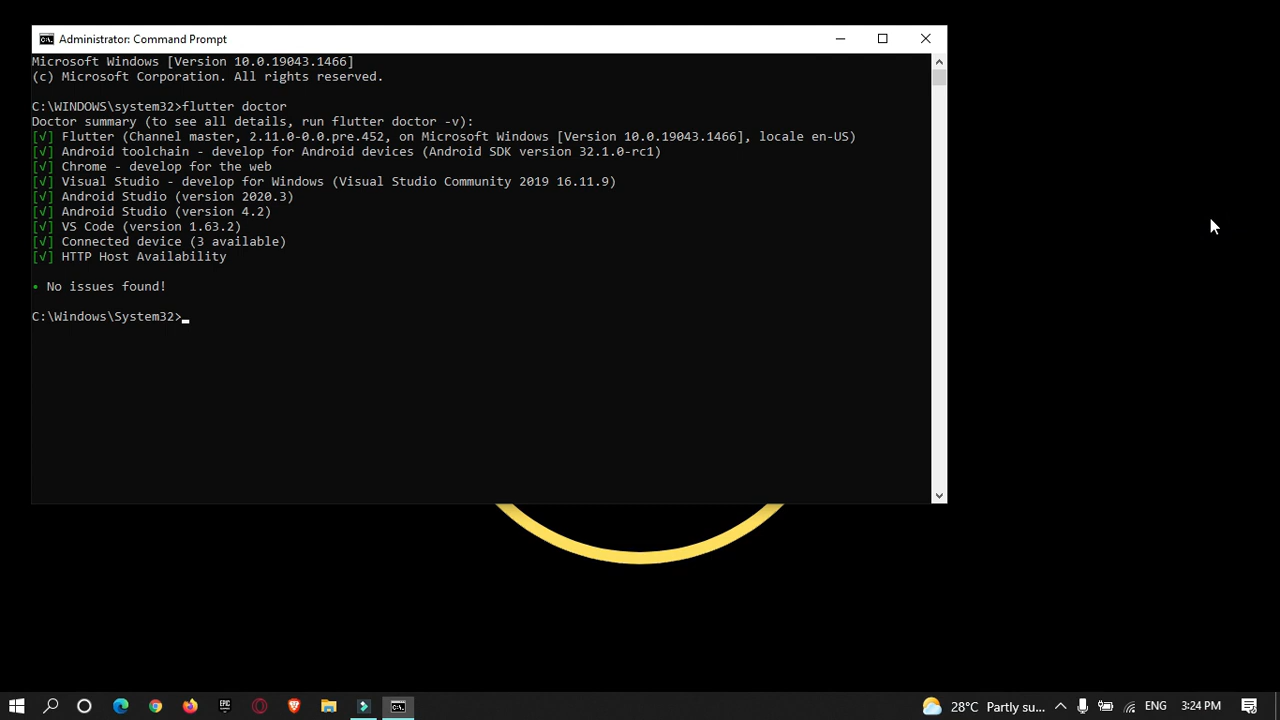 Administrator: Command Prompt
Microsoft Windows [Version 10.0.19043.1466]
(c) Microsoft Corporation. All rights reserved.
C:\WINDOWS\system32>flutter doctor
Doctor summary (to see all details, run flutter doctor -v):
[√] Flutter (Channel master, 2.11.0-0.0.pre.452, on Microsoft Windows [Version 10.0.19043.1466], locale en-US)
[√] Android toolchain - develop for Android devices (Android SDK version 32.1.0-rc1)
[√] Chrome - develop for the web
[√] Visual Studio - develop for Windows (Visual Studio Community 2019 16.11.9)
[√] Android Studio (version 2020.3)
[√] Android Studio (version 4.2)
[√] VS Code (version 1.63.2)
[√] Connected device (3 available)
[√] HTTP Host Availability
• No issues found!
C:\Windows\System32>_
EPIC
C:\.
28°C Partly su... ENG 3:24 PM